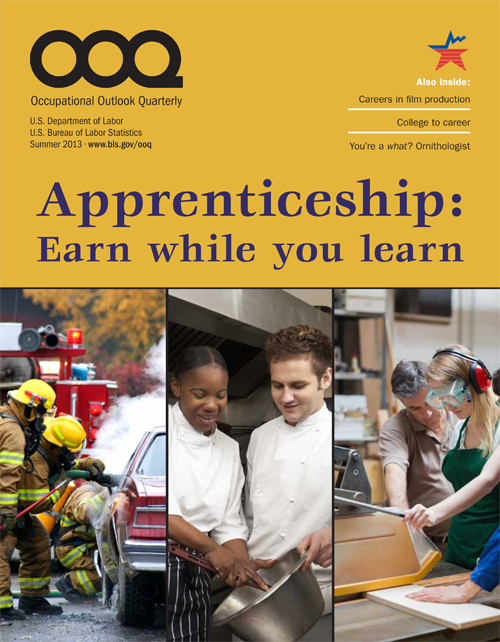 OOQ
Occupational Outlook Quarterly
U.S. Department of Labor
U.S. Bureau of Labor Statistics
Summer 2013 · www.bls.gov/ooq
Also inside:
Careers in film production
College to career
You're a what? Ornithologist
Apprenticeship:
Earn while you learn